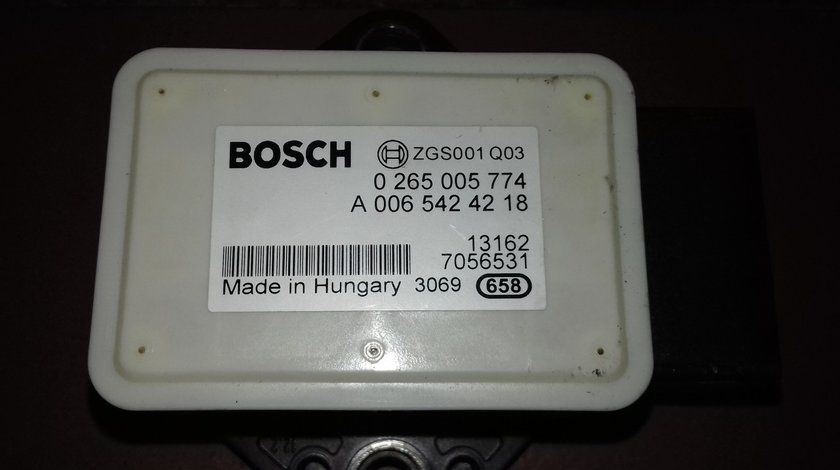 BOSCH ZGS001 Q03
0 265 005 774
A 006 542 42 18
13162
7056531
Made in Hungary 3069 658